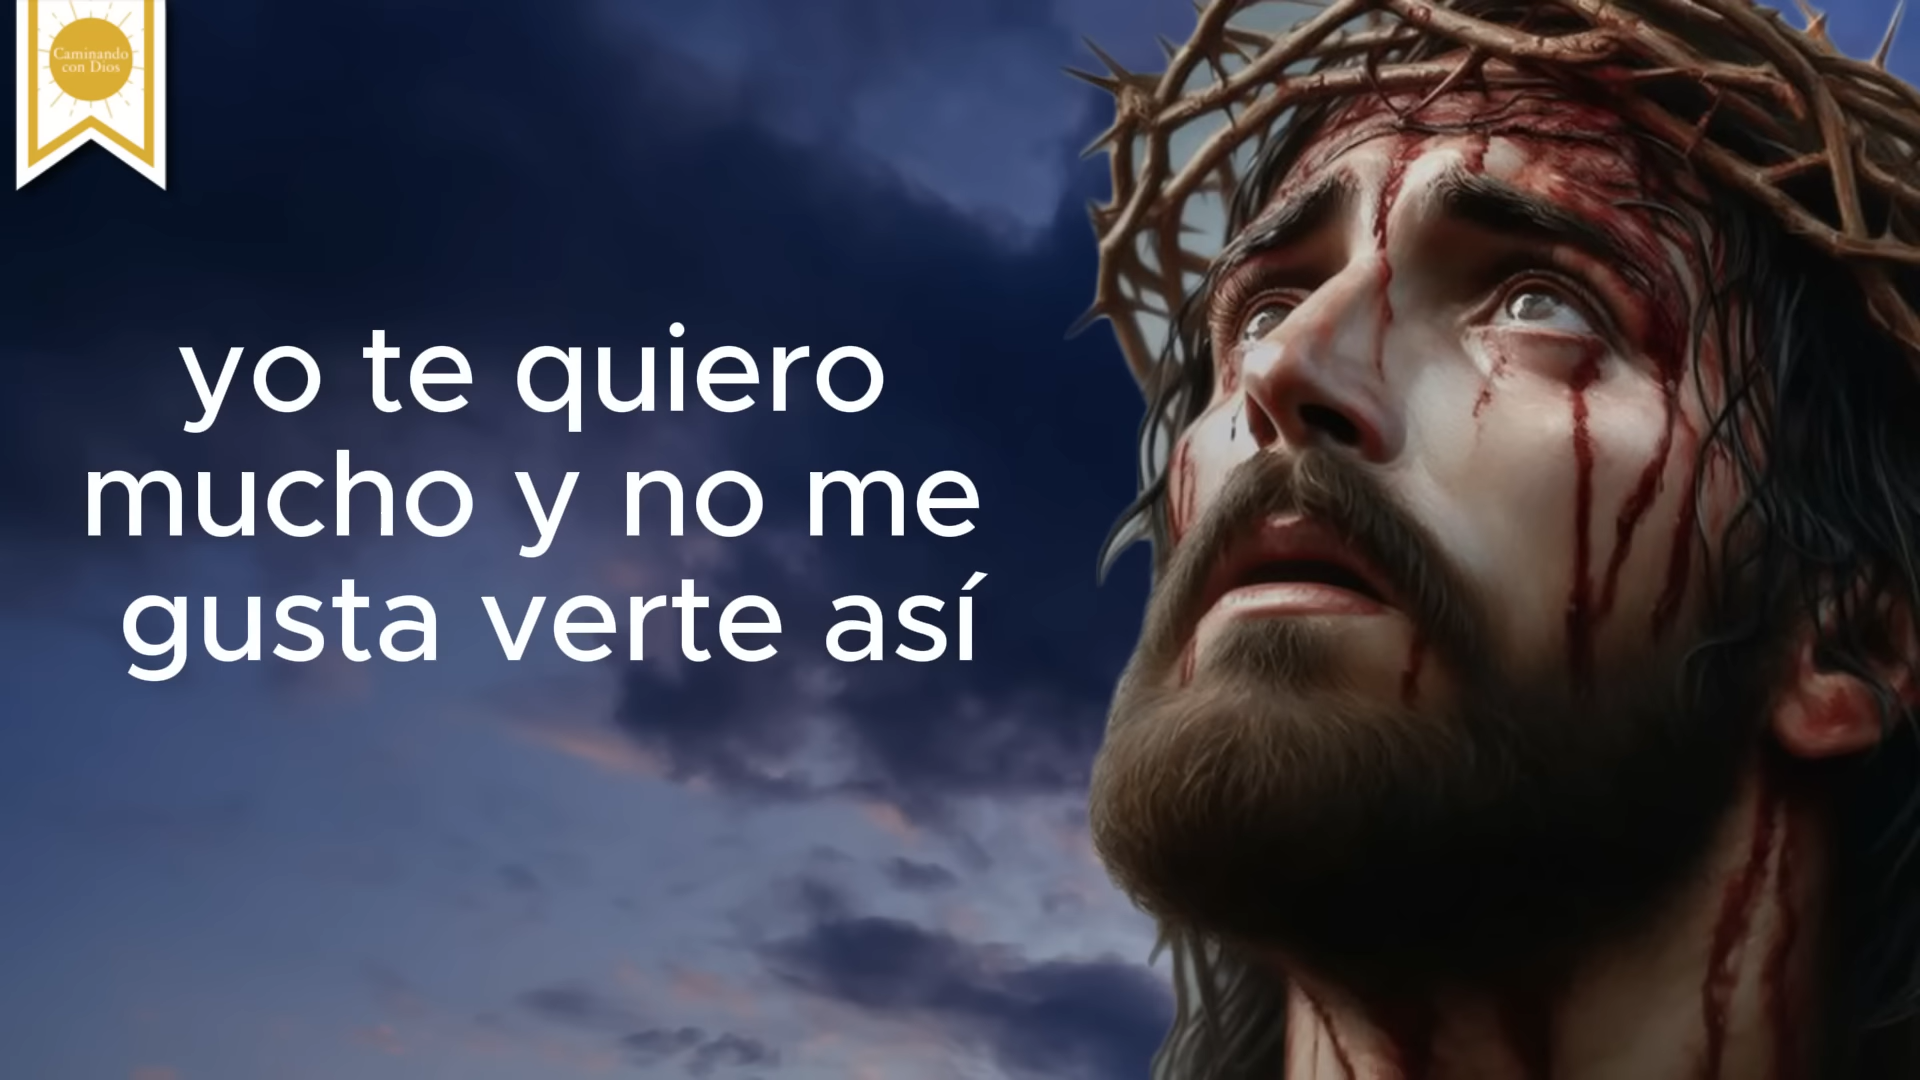 Caminando
con Dios
yo te quiero
mucho y no me
gusta verte así